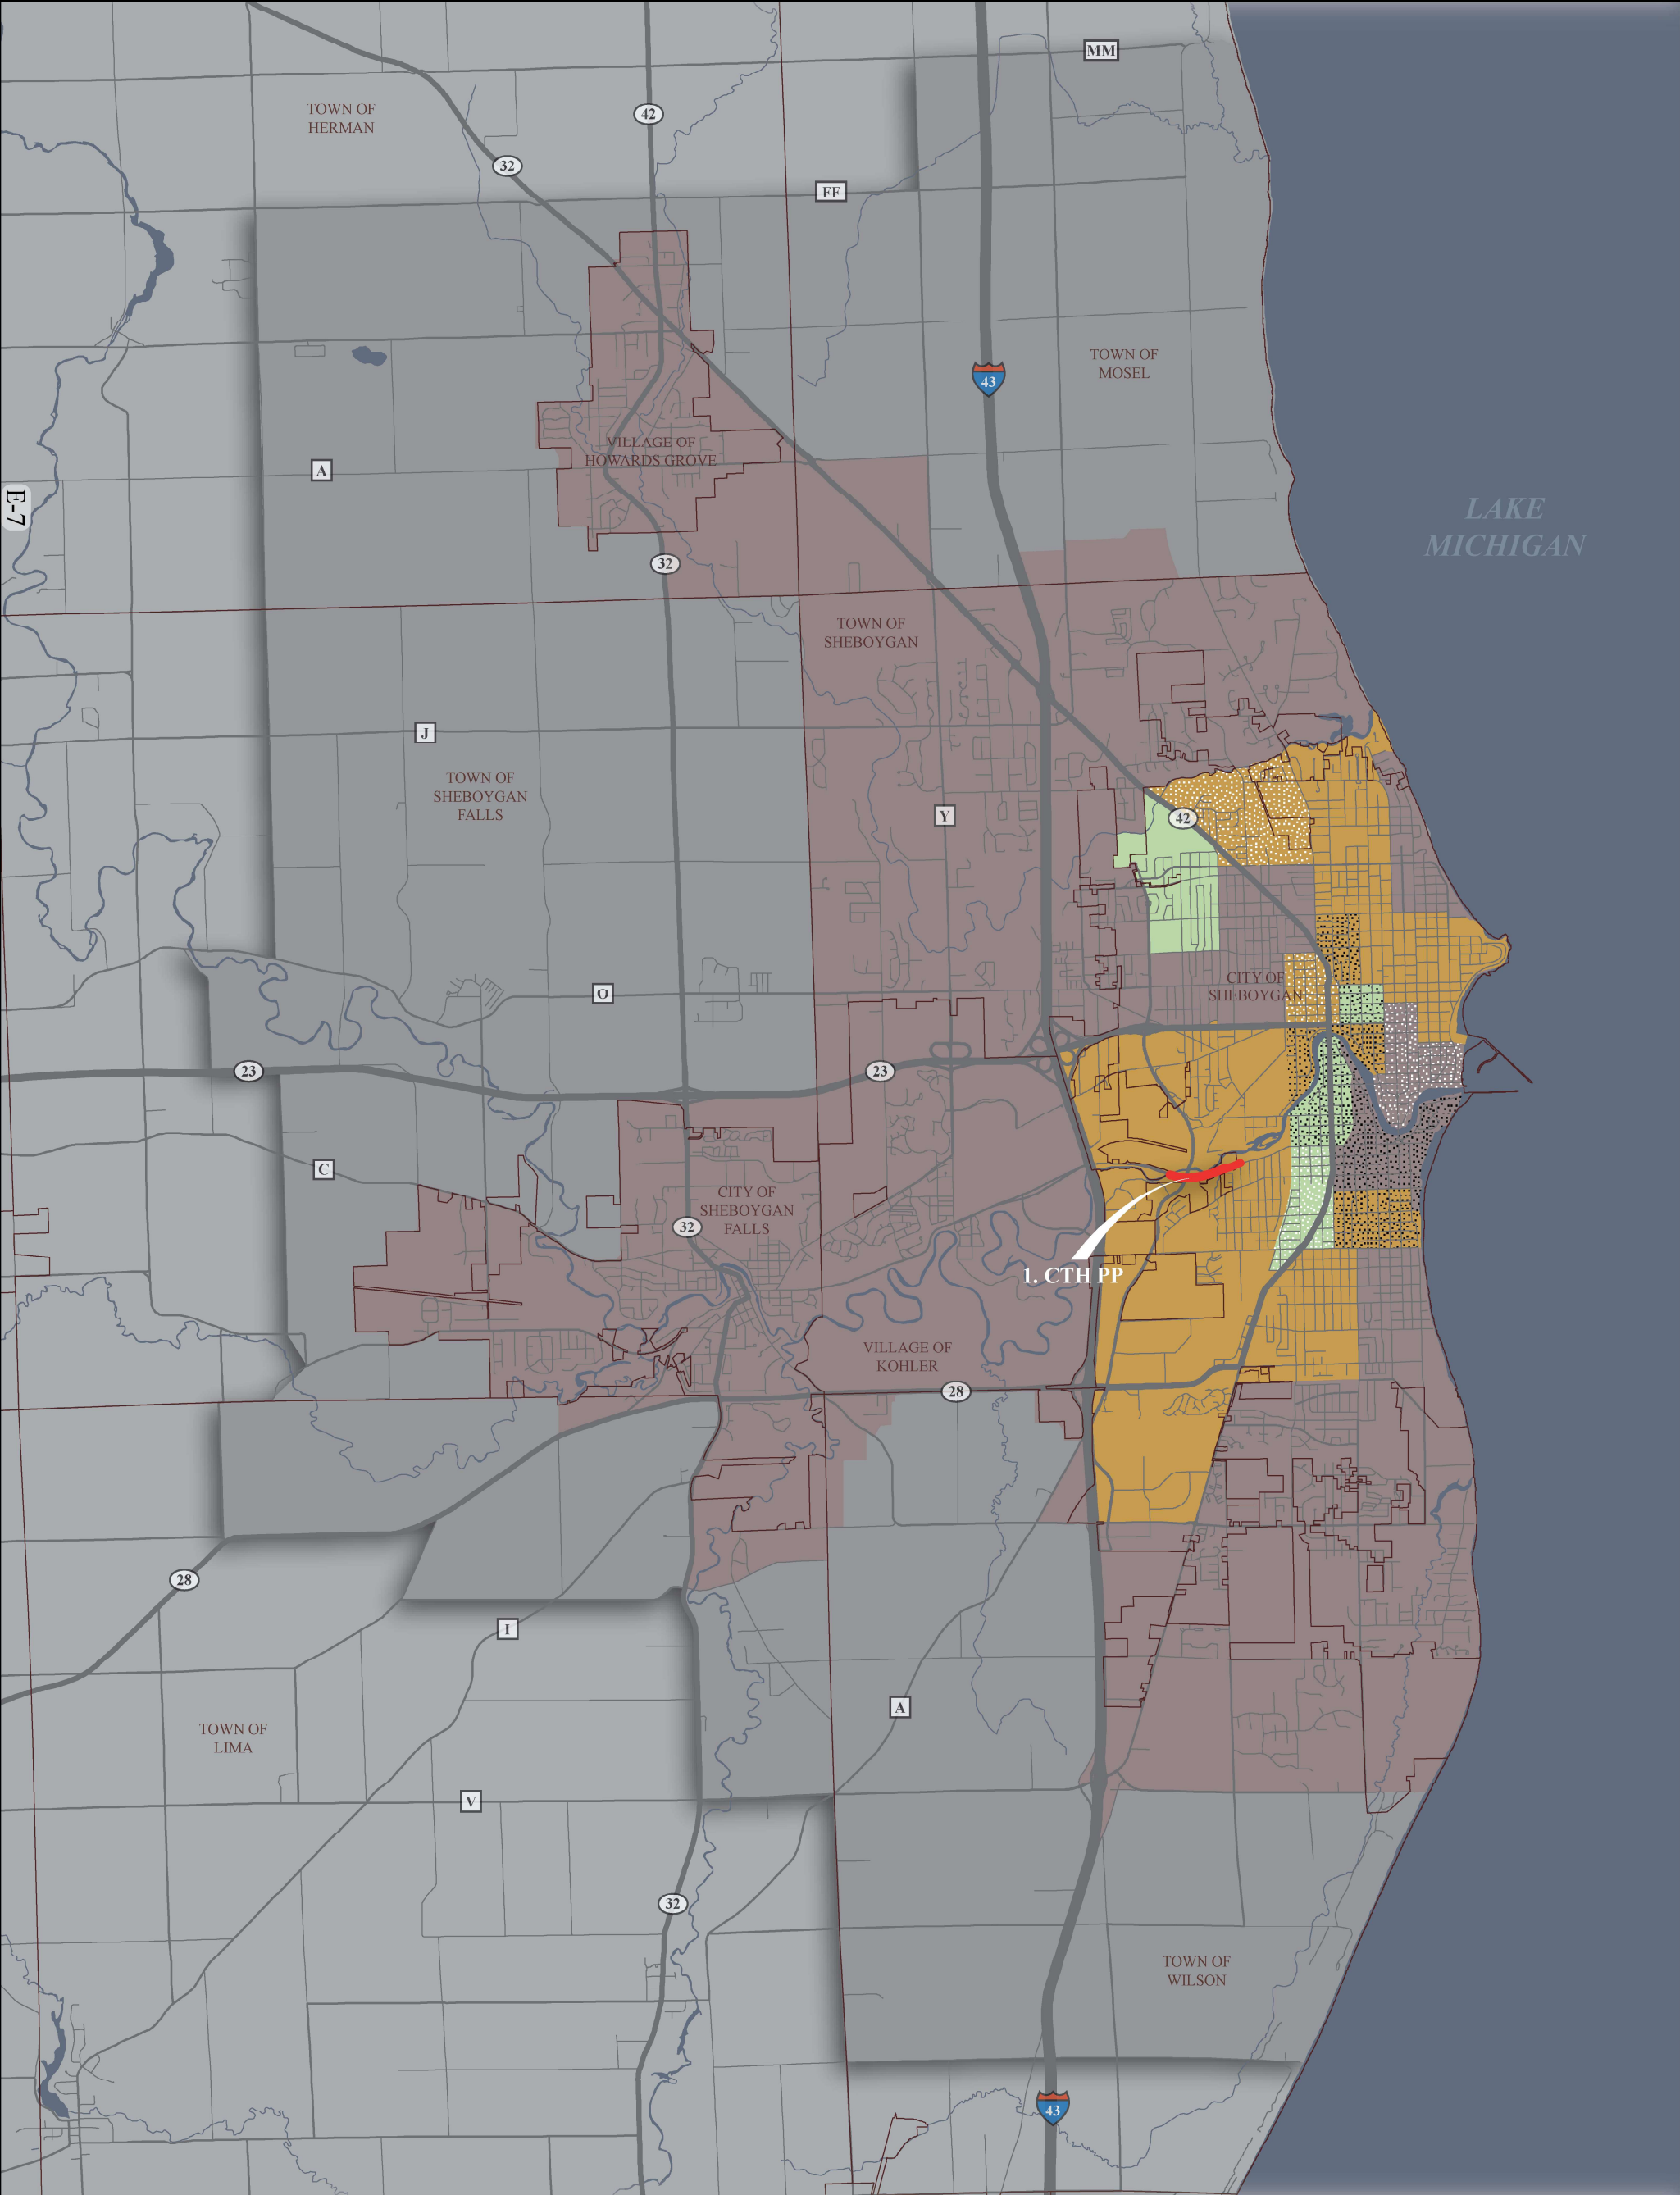 MM
TOWN OF
HERMAN
42
32
FF
TOWN OF
MOSEL
43
VILLAGE OF
HOWARDS GROVE
A
E-7
LAKE
MICHIGAN
32
TOWN OF
SHEBOYGAN
J
TOWN OF
SHEBOYGAN
FALLS
Y
42
CITY OF
SHEBOYGAN
O
23
23
C
CITY OF
SHEBOYGAN
FALLS
32
1. CTH PP
VILLAGE OF
KOHLER
28
28
I
A
TOWN OF
LIMA
V
32
TOWN OF
WILSON
43